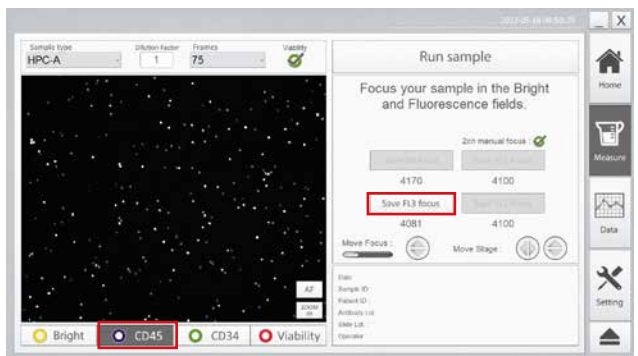 _ X
Sample type
Dilution Factor
Frames
Viability
HPC-A
1
75
Run sample
Focus your sample in the Bright
and Fluorescence fields.
2ch manual focus :
4170
4100
Save FL3 focus
4081
4100
Move Focus :
Move Stage :
AF
ZOOM
Date
Sample ID
Patient ID
Antibody Lot
Slide Lot
Operator
Bright
CD45
CD34
Viability
Home
Measure
Data
Setting